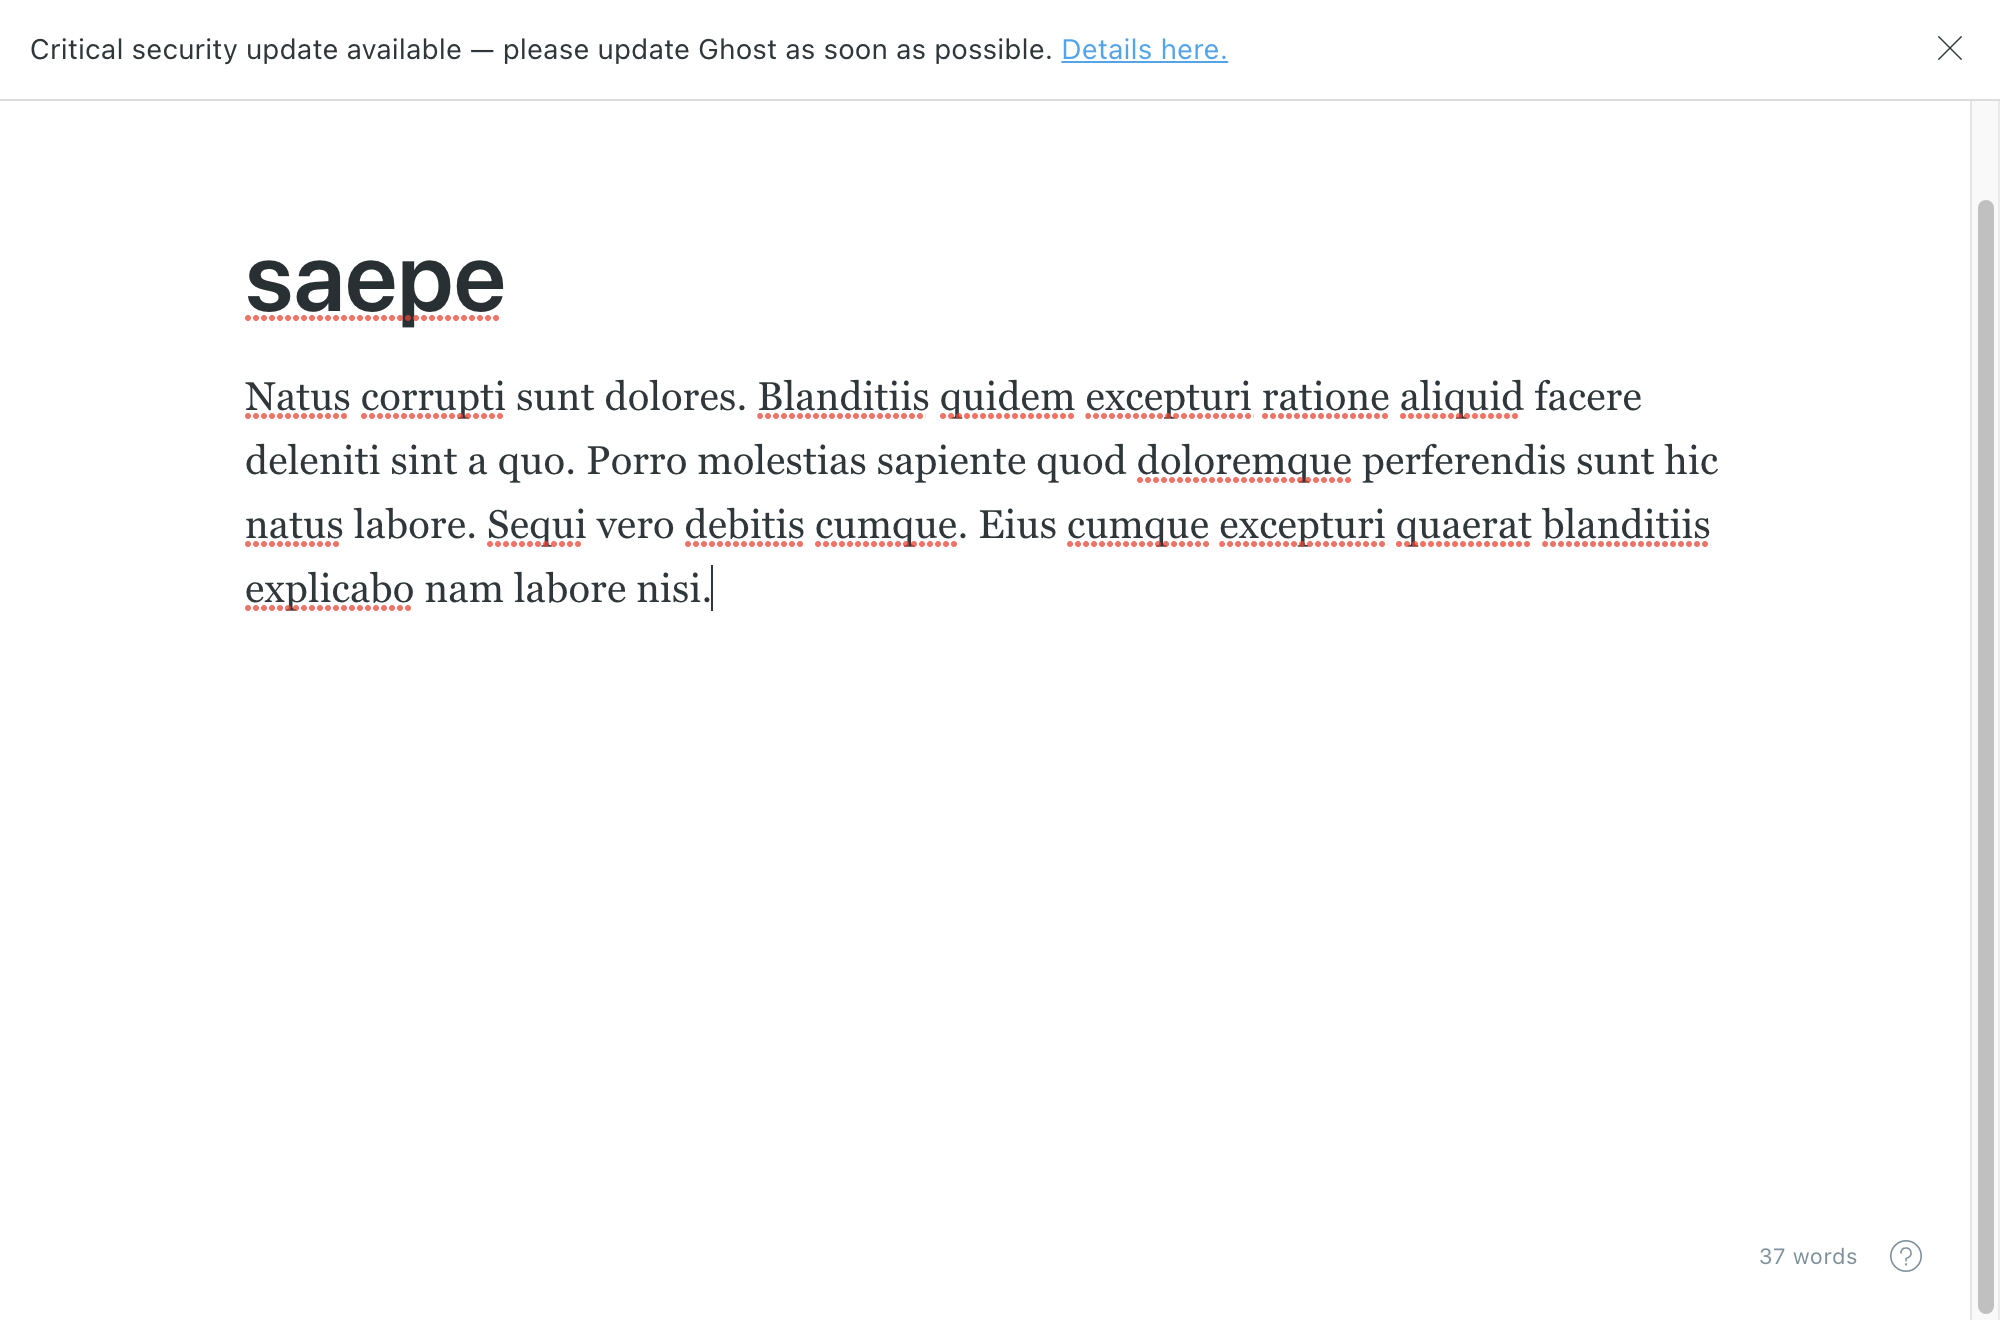 Critical security update available — please update Ghost as soon as possible. Details here.
saepe
Natus corrupti sunt dolores. Blanditiis quidem excepturi ratione aliquid facere
deleniti sint a quo. Porro molestias sapiente quod doloremque perferendis sunt hic
natus labore. Sequi vero debitis cumque. Eius cumque excepturi quaerat blanditiis
explicabo nam labore nisi.
37 words